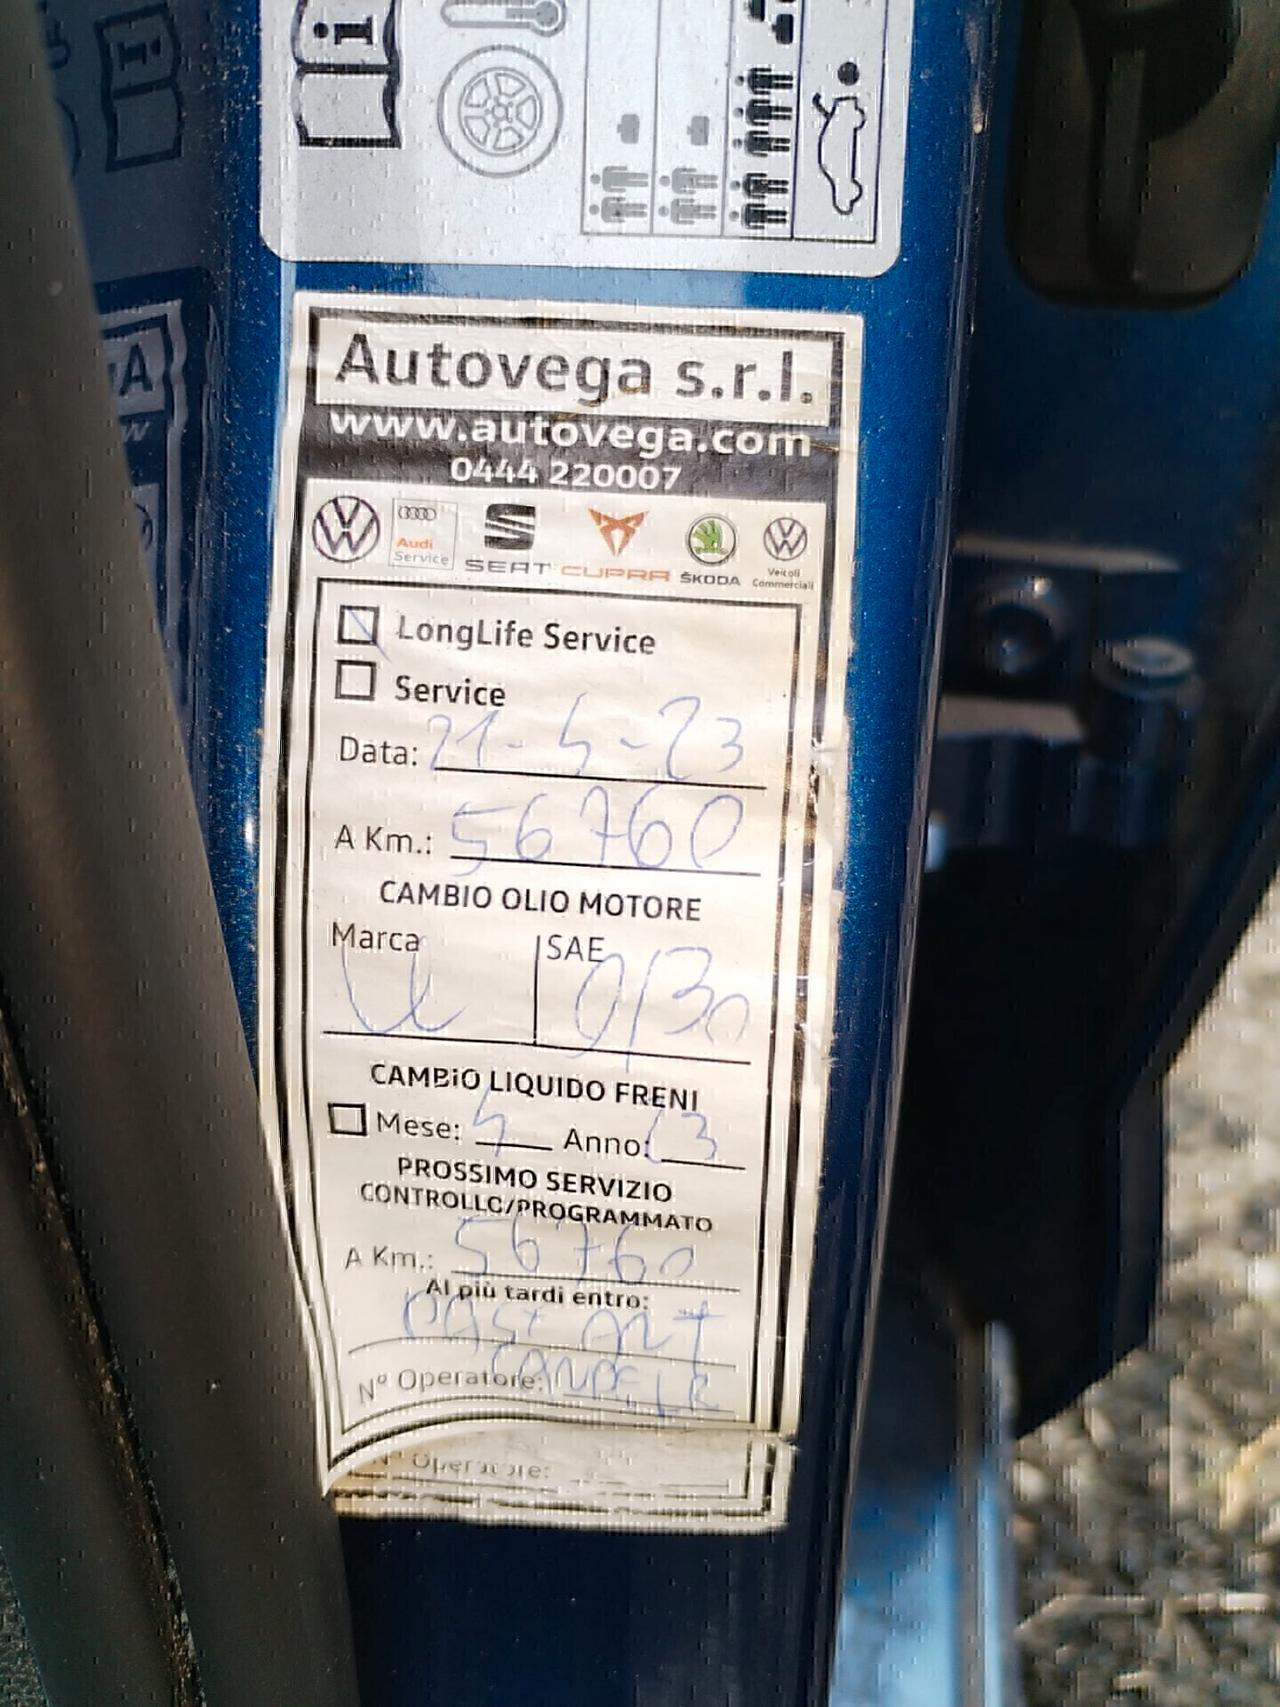 Autovega s.r.l.
www.autovega.com
0444 220007
Audi Service
SEAT
CUPRA
ŠKODA
Veicoli Commerciali
LongLife Service
Service
Data: 21-5-23
A Km.: 56760
CAMBIO OLIO MOTORE
Marca
SAE 0/30
CAMBIO LIQUIDO FRENI
Mese: 5 Anno: 23
PROSSIMO SERVIZIO
CONTROLLO/PROGRAMMATO
A Km.: 56760
Al più tardi entro:
N° Operatore:
N° Operatore: